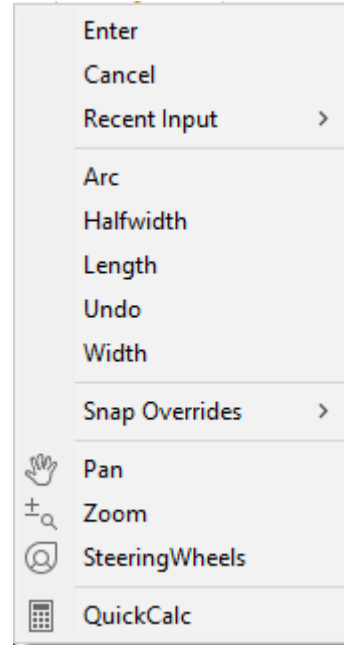 Enter
Cancel
Recent Input
Arc
Halfwidth
Length
Undo
Width
Snap Overrides
Pan
Zoom
SteeringWheels
QuickCalc